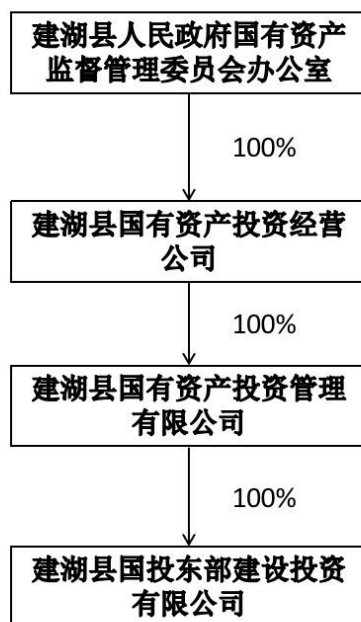 建湖县人民政府国有资产
监督管理委员会办公室
100%
建湖县国有资产投资经营
公司
100%
建湖县国有资产投资管理
有限公司
100%
建湖县国投东部建设投资
有限公司